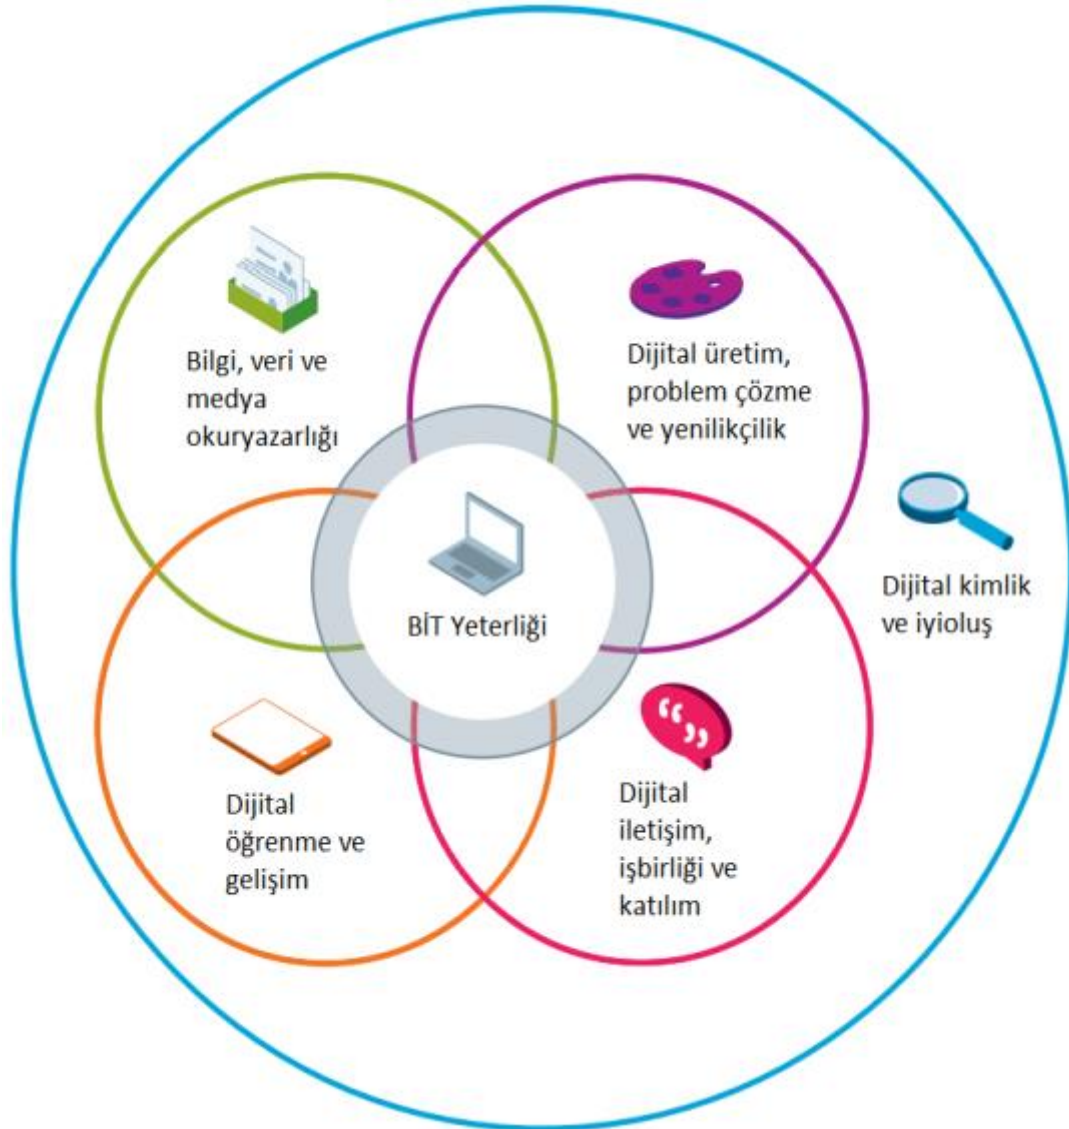 Bilgi, veri ve
medya
okuryazarlığı
Dijital üretim,
problem çözme
ve yenilikçilik
BİT Yeterliği
Dijital kimlik
ve iyioluş
Dijital
öğrenme ve
gelişim
Dijital
iletişim,
işbirliği ve
katılım